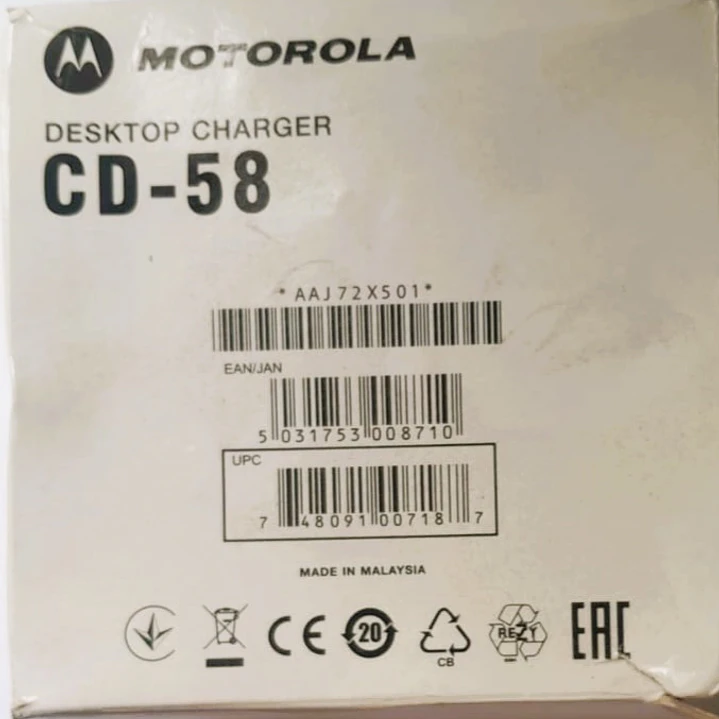 MOTOROLA
DESKTOP CHARGER
CD-58
*AAJ72X501*
EAN/JAN
5 031753 008710
UPC
7 48091 00718 7
MADE IN MALAYSIA
CE 20 CB RESY EAC